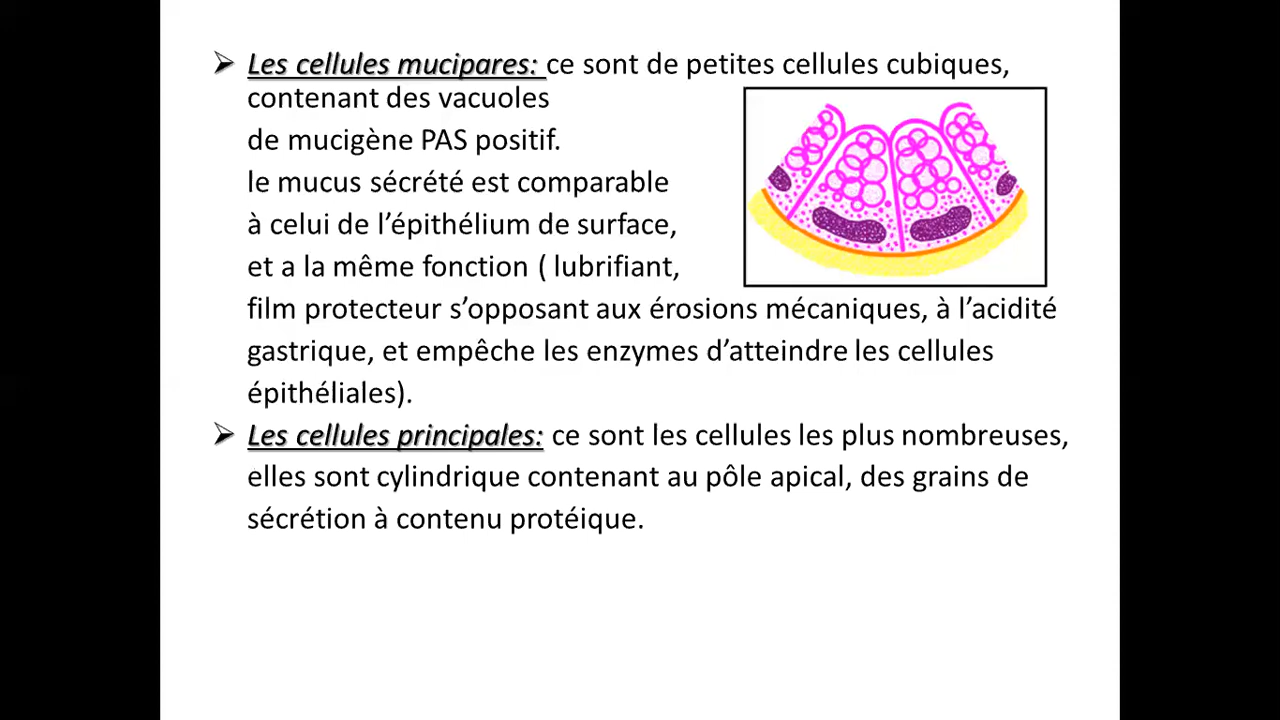 ➢ Les cellules mucipares: ce sont de petites cellules cubiques,
contenant des vacuoles
de mucigène PAS positif.
le mucus sécrété est comparable
à celui de l’épithélium de surface,
et a la même fonction ( lubrifiant,
film protecteur s’opposant aux érosions mécaniques, à l’acidité
gastrique, et empêche les enzymes d’atteindre les cellules
épithéliales).
➢ Les cellules principales: ce sont les cellules les plus nombreuses,
elles sont cylindrique contenant au pôle apical, des grains de
sécrétion à contenu protéique.